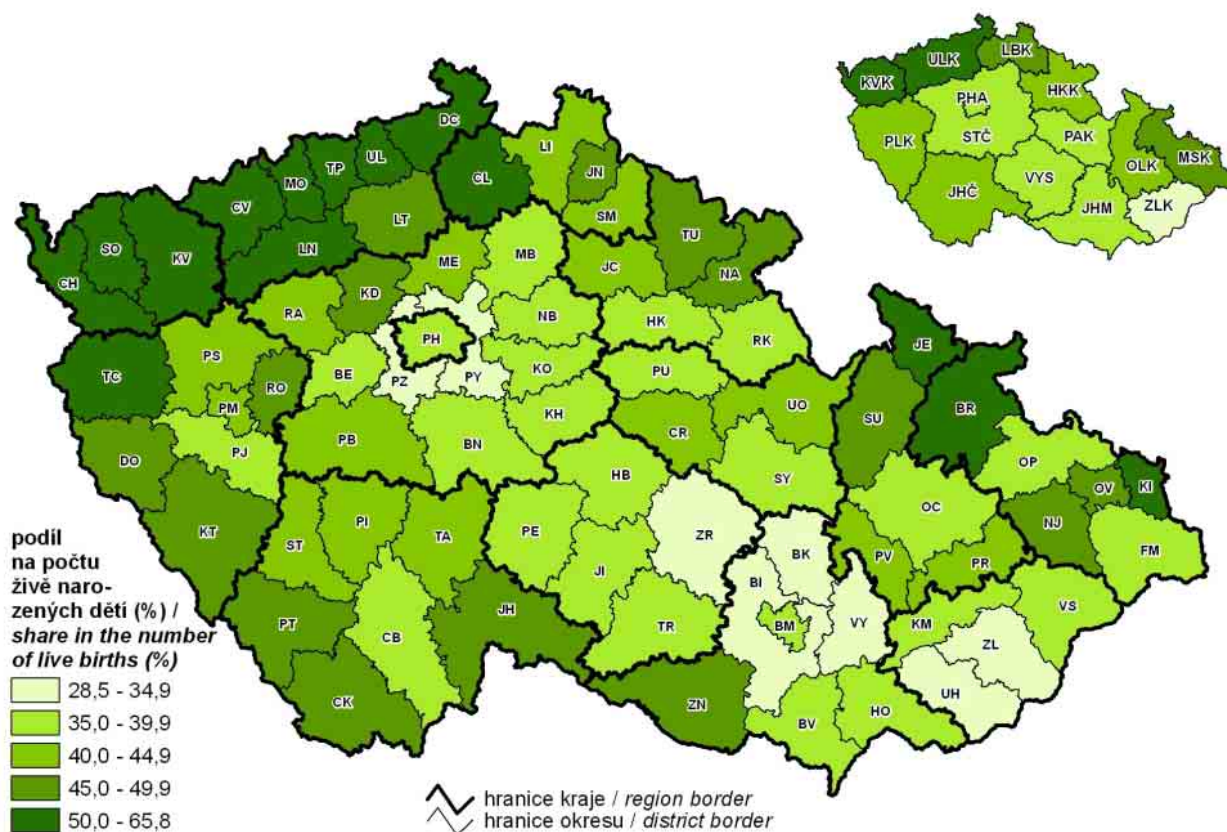 DC
LI
JN
CL
UL
TP
MO
CV
LT
SM
TU
SO
KV
LN
CH
ME
MB
JC
NA
KD
RA
NB
HK
RK
PH
TC
PS
BE
PZ
PY
KO
PU
JE
RO
PM
PJ
KH
UO
SU
BR
PB
BN
CR
DO
OP
HB
SY
OV
KI
OC
NJ
KT
ST
PI
TA
PE
ZR
BK
PV
PR
FM
JI
BI
JH
VY
VS
PT
CB
TR
BM
KM
ZL
UH
CK
ZN
BV
HO
ULK
LBK
KVK
HKK
PHA
STČ
PAK
PLK
OLK
MSK
VYS
JHČ
JHM
ZLK
podíl
na počtu
živě naro-
zených dětí (%) /
share in the number
of live births (%)
28,5 - 34,9
35,0 - 39,9
40,0 - 44,9
45,0 - 49,9
50,0 - 65,8
hranice kraje / region border
hranice okresu / district border